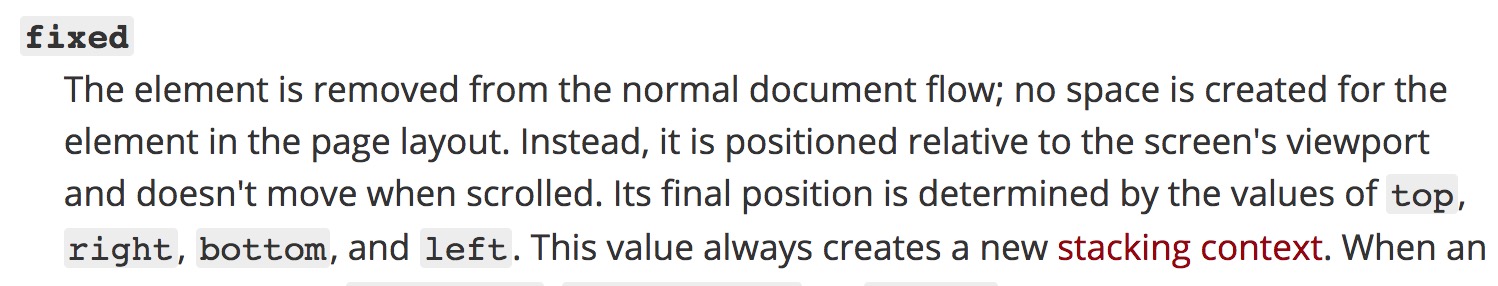 fixed
The element is removed from the normal document flow; no space is created for the
element in the page layout. Instead, it is positioned relative to the screen's viewport
and doesn't move when scrolled. Its final position is determined by the values of top,
right, bottom, and left. This value always creates a new stacking context. When an